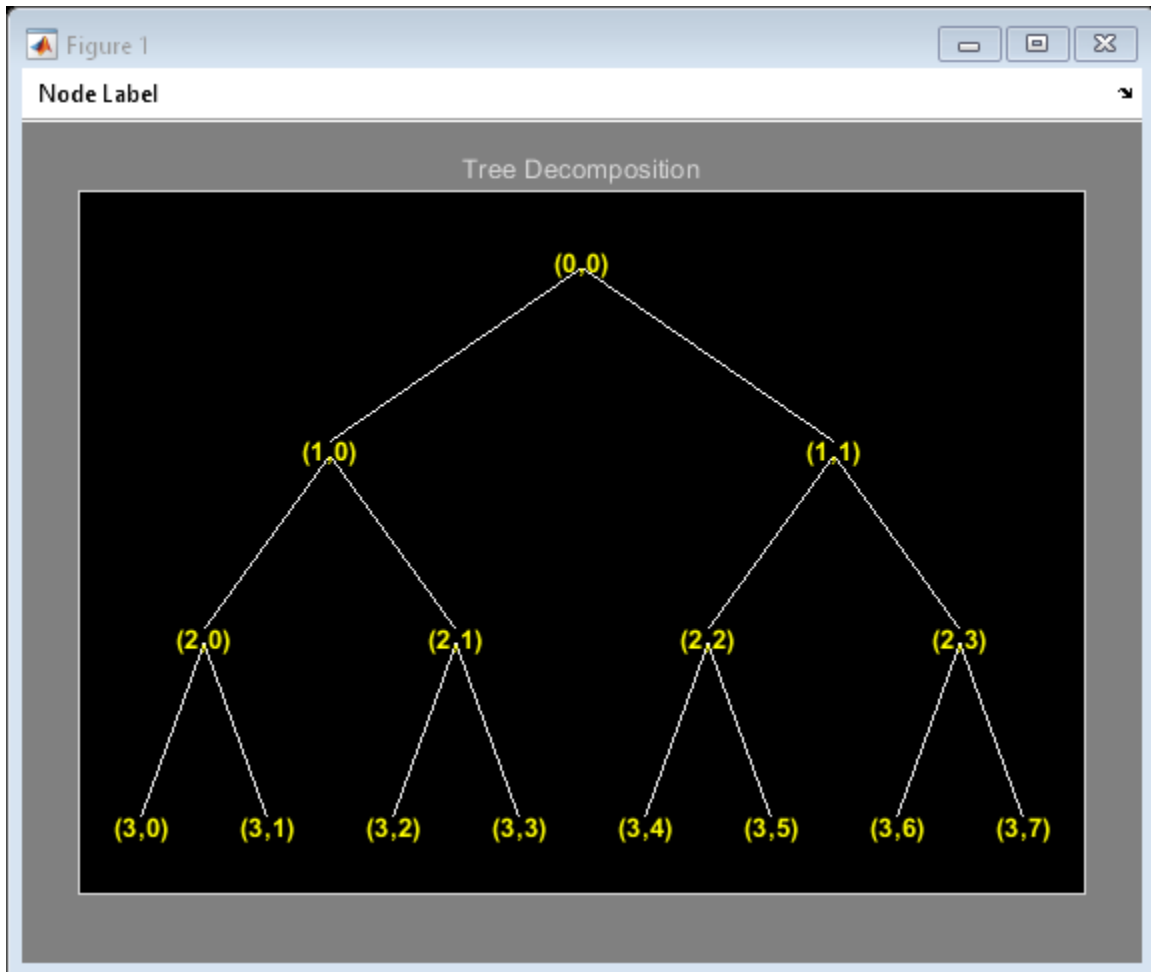 Figure 1
Node Label
Tree Decomposition
(0,0)
(1,0) (1,1)
(2,0) (2,1) (2,2) (2,3)
(3,0) (3,1) (3,2) (3,3) (3,4) (3,5) (3,6) (3,7)